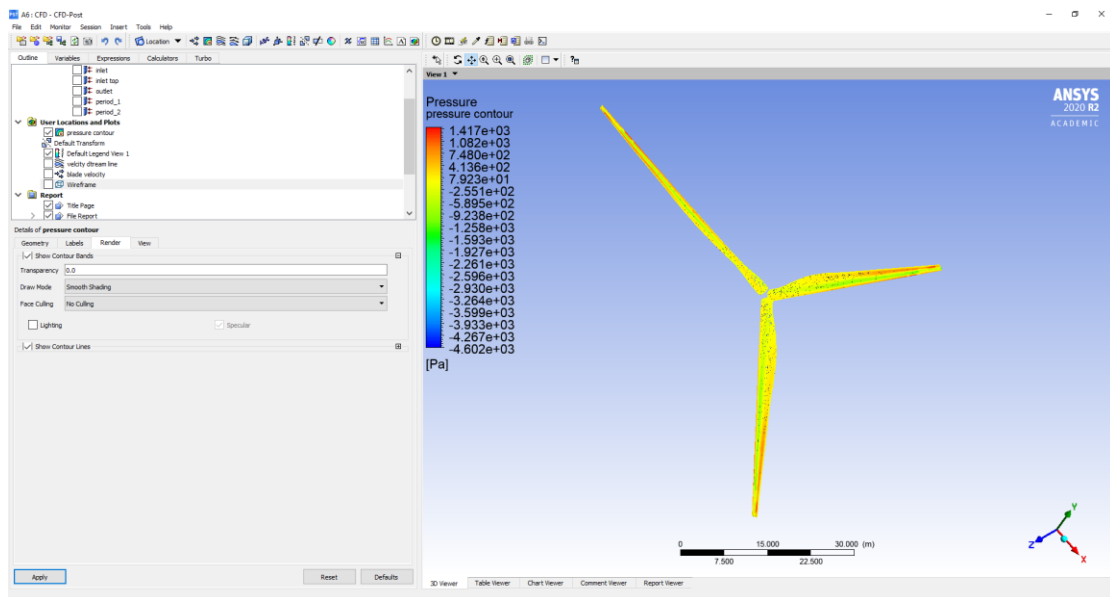 A6 : CFD - CFD-Post
File Edit Monitor Session Insert Tools Help
Location
Outline Variables Expressions Calculators Turbo
inlet
inlet top
outlet
period_1
period_2
User Locations and Plots
pressure contour
Default Transform
Default Legend View 1
velcity dtream line
blade velocity
Wireframe
Report
Title Page
File Report
Details of pressure contour
Geometry Labels Render View
Show Contour Bands
Transparency 0.0
Draw Mode Smooth Shading
Face Culling No Culling
Lighting Specular
Show Contour Lines
Apply Reset Defaults
View 1
Pressure
pressure contour
1.417e+03
1.082e+03
7.480e+02
4.136e+02
7.923e+01
-2.551e+02
-5.895e+02
-9.238e+02
-1.258e+03
-1.593e+03
-1.927e+03
-2.261e+03
-2.596e+03
-2.930e+03
-3.264e+03
-3.599e+03
-3.933e+03
-4.267e+03
-4.602e+03
[Pa]
ANSYS
2020 R2
ACADEMIC
0 15.000 30.000 (m)
7.500 22.500
Y
Z
X
3D Viewer Table Viewer Chart Viewer Comment Viewer Report Viewer